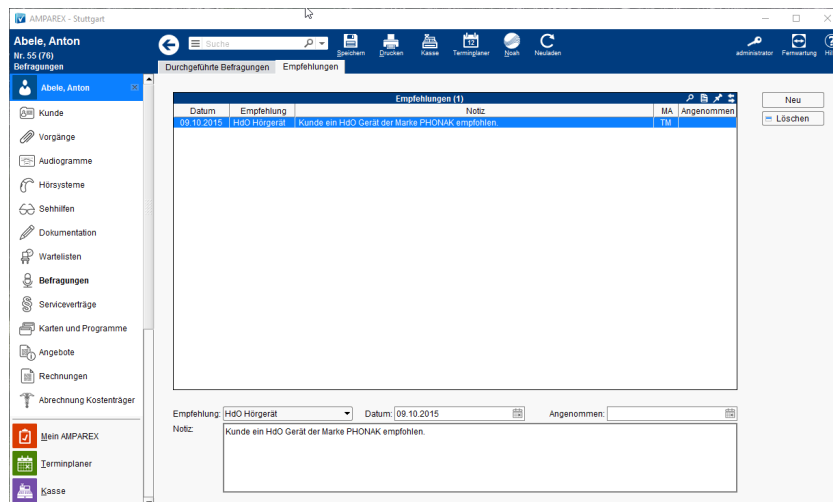 AMPAREX - Stuttgart
Abele, Anton
Nr. 55 (76)
Befragungen
Suche
Speichern
Drucken
Kasse
Terminplaner
Noah
Neuladen
administrator
Fernwartung
Durchgeführte Befragungen
Empfehlungen
Abele, Anton
Kunde
Vorgänge
Audiogramme
Hörsysteme
Sehhilfen
Dokumentation
Wartelisten
Befragungen
Serviceverträge
Karten und Programme
Angebote
Rechnungen
Abrechnung Kostenträger
Mein AMPAREX
Terminplaner
Kasse
Empfehlungen (1)
Datum Empfehlung Notiz MA Angenommen
09.10.2015 HdO Hörgerät Kunde ein HdO Gerät der Marke PHONAK empfohlen. TM
Neu
Löschen
Empfehlung: HdO Hörgerät Datum: 09.10.2015 Angenommen:
Notiz: Kunde ein HdO Gerät der Marke PHONAK empfohlen.